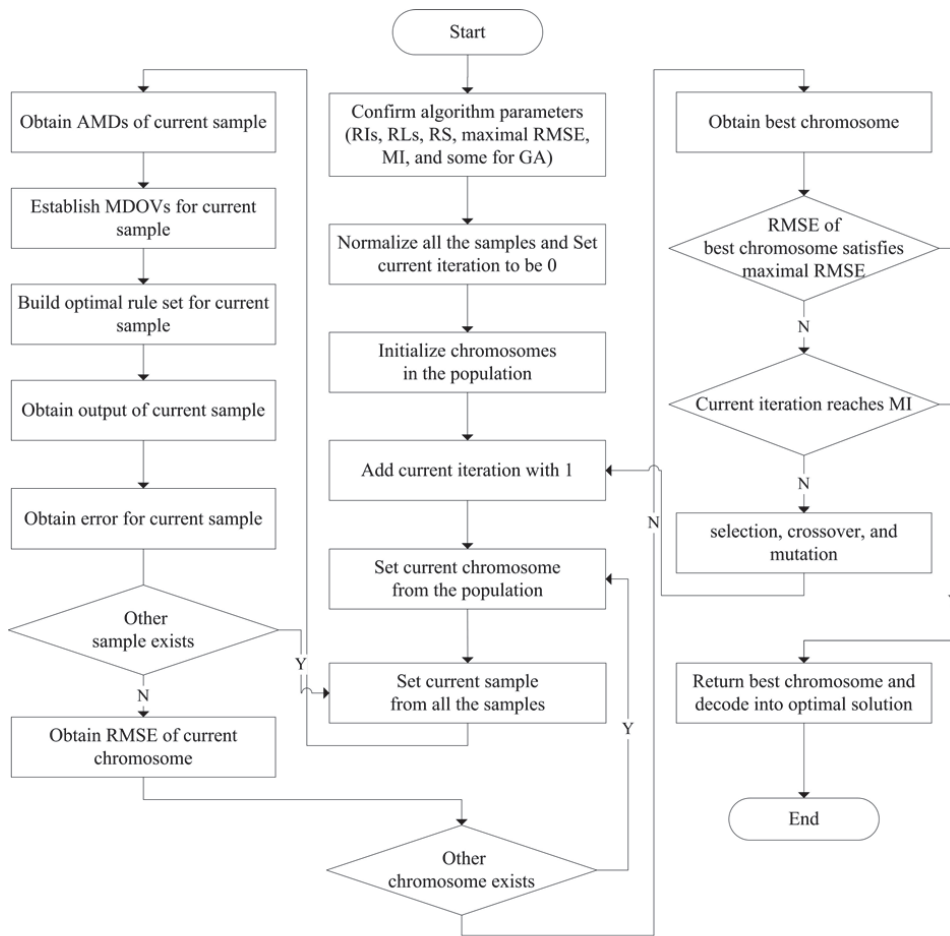 Start
Confirm algorithm parameters
(RIs, RLs, RS, maximal RMSE,
MI, and some for GA)
Normalize all the samples and Set
current iteration to be 0
Initialize chromosomes
in the population
Add current iteration with 1
Set current chromosome
from the population
Set current sample
from all the samples
Obtain AMDs of current sample
Establish MDOVs for current
sample
Build optimal rule set for current
sample
Obtain output of current sample
Obtain error for current sample
Other
sample exists
Y
N
Obtain RMSE of current
chromosome
Other
chromosome exists
Y
N
Obtain best chromosome
RMSE of
best chromosome satisfies
maximal RMSE
N
Current iteration reaches MI
N
selection, crossover, and
mutation
Return best chromosome and
decode into optimal solution
End